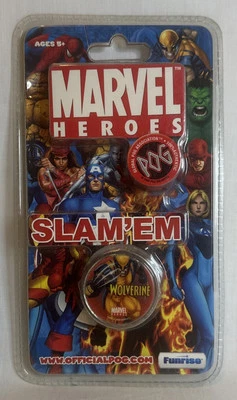 AGES 5+
MARVEL
HEROES
POG
SLAM'EM
WOLVERINE
MARVEL
WWW.OFFICIALPOG.COM
Funrise